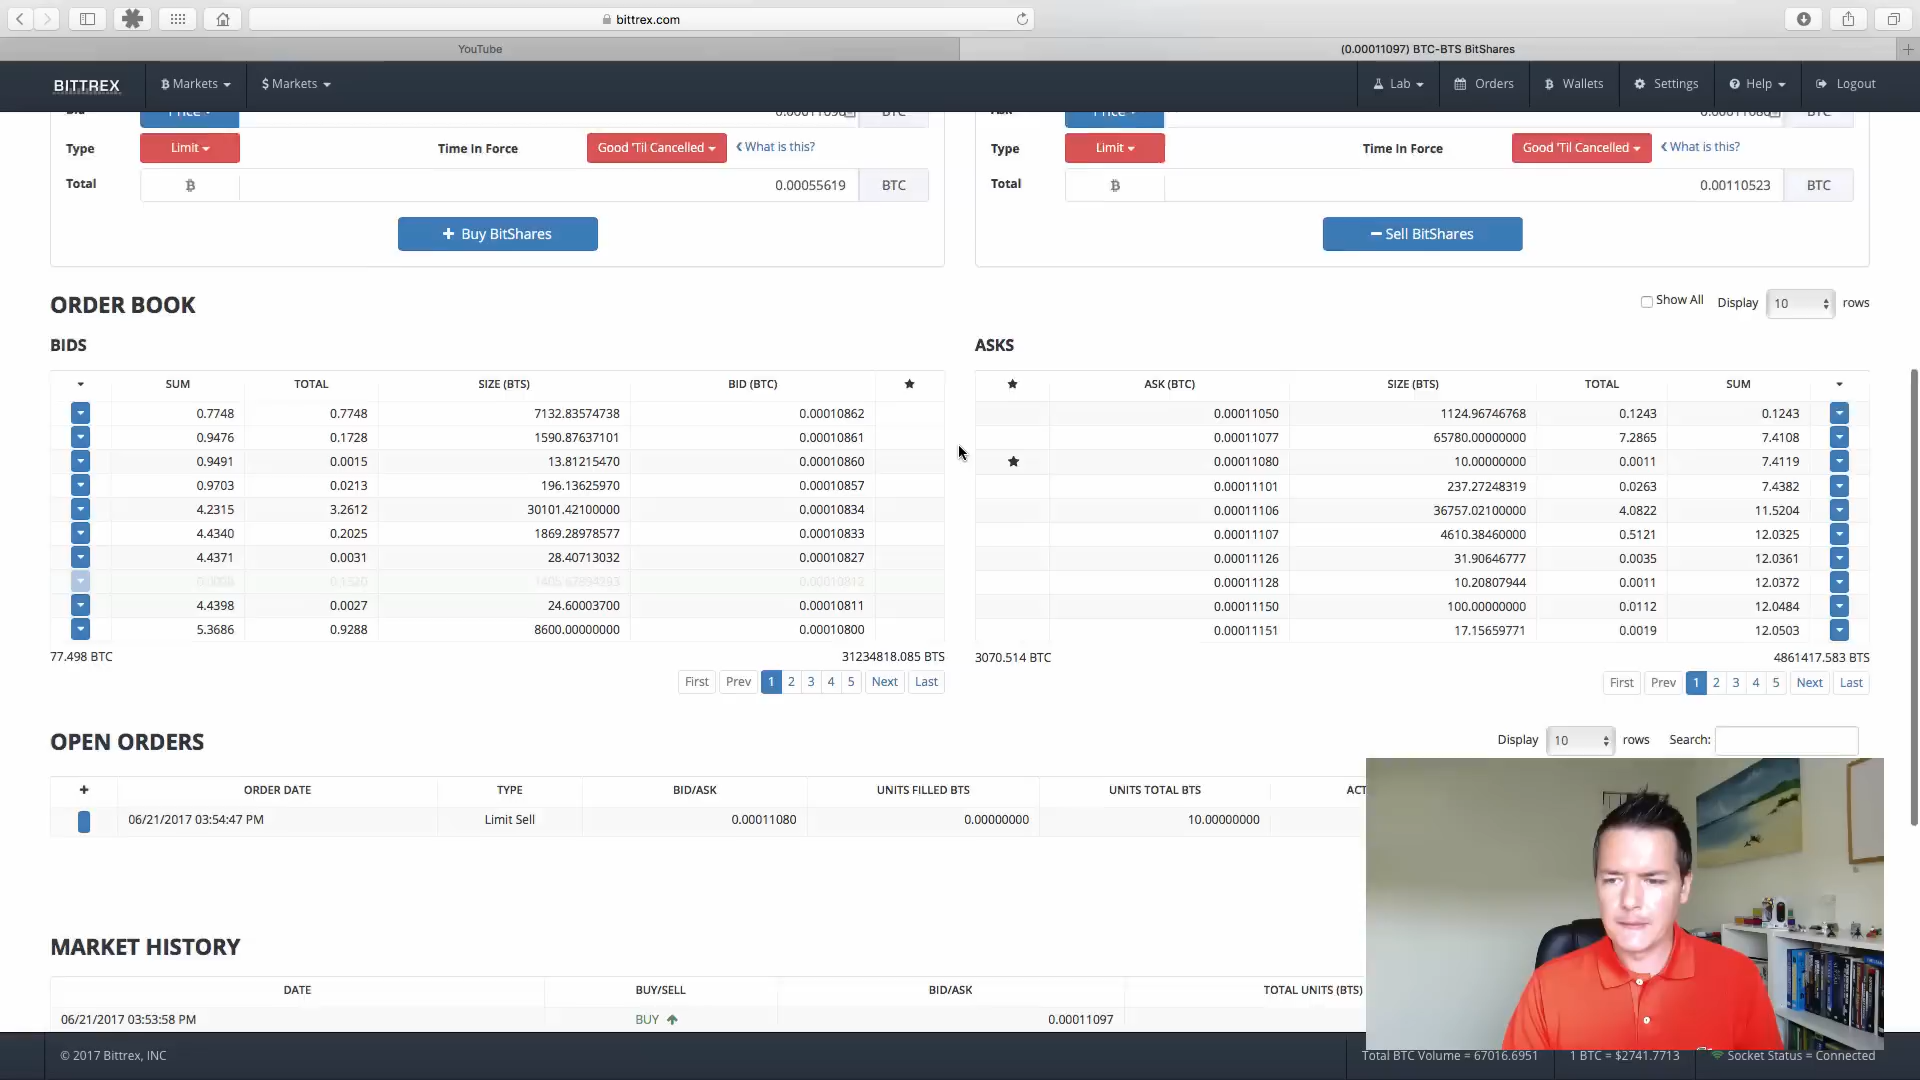 bittrex.com
YouTube
(0.00011097) BTC-BTS BitShares
BITTREX
Markets
$ Markets
Lab
Orders
Wallets
Settings
Help
Logout
Price
BTC
Price
BTC
Type
Limit
Time In Force
Good 'Til Cancelled
What is this?
Type
Limit
Time In Force
Good 'Til Cancelled
What is this?
Total
0.00055619
BTC
Total
0.00110523
BTC
+ Buy BitShares
Sell BitShares
ORDER BOOK
Show All Display 10 rows
BIDS
SUM TOTAL SIZE (BTS) BID (BTC)
0.7748 0.7748 7132.83574738 0.00010862
0.9476 0.1728 1590.87637101 0.00010861
0.9491 0.0015 13.81215470 0.00010860
0.9703 0.0213 196.13625970 0.00010857
4.2315 3.2612 30101.42100000 0.00010834
4.4340 0.2025 1869.28978577 0.00010833
4.4371 0.0031 28.40713032 0.00010827
0.1520 0.00010812
4.4398 0.0027 24.60003700 0.00010811
5.3686 0.9288 8600.00000000 0.00010800
77.498 BTC 31234818.085 BTS
First Prev 1 2 3 4 5 Next Last
ASKS
ASK (BTC) SIZE (BTS) TOTAL SUM
0.00011050 1124.96746768 0.1243 0.1243
0.00011077 65780.00000000 7.2865 7.4108
0.00011080 10.00000000 0.0011 7.4119
0.00011101 237.27248319 0.0263 7.4382
0.00011106 36757.02100000 4.0822 11.5204
0.00011107 4610.38460000 0.5121 12.0325
0.00011126 31.90646777 0.0035 12.0361
0.00011128 10.20807944 0.0011 12.0372
0.00011150 100.00000000 0.0112 12.0484
0.00011151 17.15659771 0.0019 12.0503
3070.514 BTC 4861417.583 BTS
First Prev 1 2 3 4 5 Next Last
OPEN ORDERS
Display 10 rows Search:
+ ORDER DATE TYPE BID/ASK UNITS FILLED BTS UNITS TOTAL BTS ACT
06/21/2017 03:54:47 PM Limit Sell 0.00011080 0.00000000 10.00000000
MARKET HISTORY
DATE BUY/SELL BID/ASK TOTAL UNITS (BTS)
06/21/2017 03:53:58 PM BUY 0.00011097
© 2017 Bittrex, INC
Total BTC Volume = 67016.6951
1 BTC = $2741.7713
Socket Status = Connected